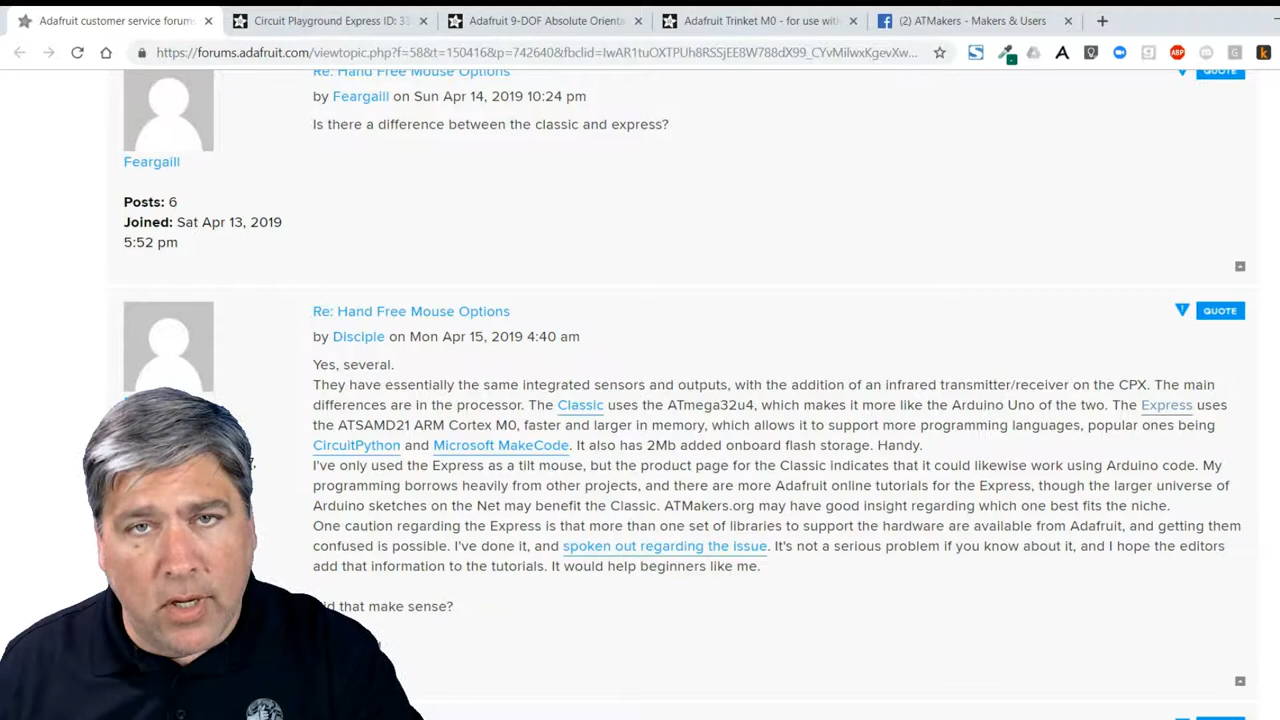 Adafruit customer service forums
Circuit Playground Express ID: 33
Adafruit 9-DOF Absolute Orienta
Adafruit Trinket M0 - for use with
(2) ATMakers - Makers & Users
https://forums.adafruit.com/viewtopic.php?f=58&t=150416&p=742640&fbclid=IwAR1tuOXTPUh8RSSjEE8W788dX99_CYvMilwxKgevXw...
Re: Hand Free Mouse Options
QUOTE
by Feargaill on Sun Apr 14, 2019 10:24 pm
Is there a difference between the classic and express?
Feargaill
Posts: 6
Joined: Sat Apr 13, 2019
5:52 pm
Re: Hand Free Mouse Options
QUOTE
by Disciple on Mon Apr 15, 2019 4:40 am
Yes, several.
They have essentially the same integrated sensors and outputs, with the addition of an infrared transmitter/receiver on the CPX. The main
differences are in the processor. The Classic uses the ATmega32u4, which makes it more like the Arduino Uno of the two. The Express uses
the ATSAMD21 ARM Cortex M0, faster and larger in memory, which allows it to support more programming languages, popular ones being
CircuitPython and Microsoft MakeCode. It also has 2Mb added onboard flash storage. Handy.
I've only used the Express as a tilt mouse, but the product page for the Classic indicates that it could likewise work using Arduino code. My
programming borrows heavily from other projects, and there are more Adafruit online tutorials for the Express, though the larger universe of
Arduino sketches on the Net may benefit the Classic. ATMakers.org may have good insight regarding which one best fits the niche.
One caution regarding the Express is that more than one set of libraries to support the hardware are available from Adafruit, and getting them
confused is possible. I've done it, and spoken out regarding the issue. It's not a serious problem if you know about it, and I hope the editors
add that information to the tutorials. It would help beginners like me.
that make sense?